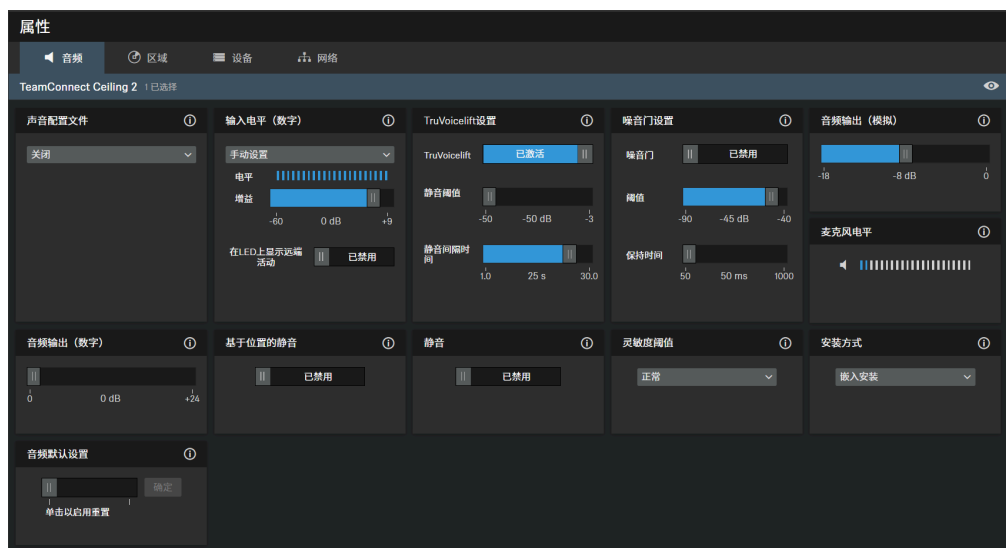 属性
音频 区域 设备 网络
TeamConnect Ceiling 2 1已选择
声音配置文件
关闭
输入电平（数字）
手动设置
电平
增益
-60 0 dB +9
在LED上显示远端
活动
已禁用
TruVoicelift设置
TruVoicelift 已激活
静音阈值
-50 -50 dB -3
静音间隔时
间
1.0 25 s 30.0
噪音门设置
噪音门 已禁用
阈值
-90 -45 dB -40
保持时间
50 50 ms 1000
音频输出（模拟）
-18 -8 dB 0
麦克风电平
音频输出（数字）
0 0 dB +24
基于位置的静音
已禁用
静音
已禁用
灵敏度阈值
正常
安装方式
嵌入安装
音频默认设置
确定
单击以启用重置